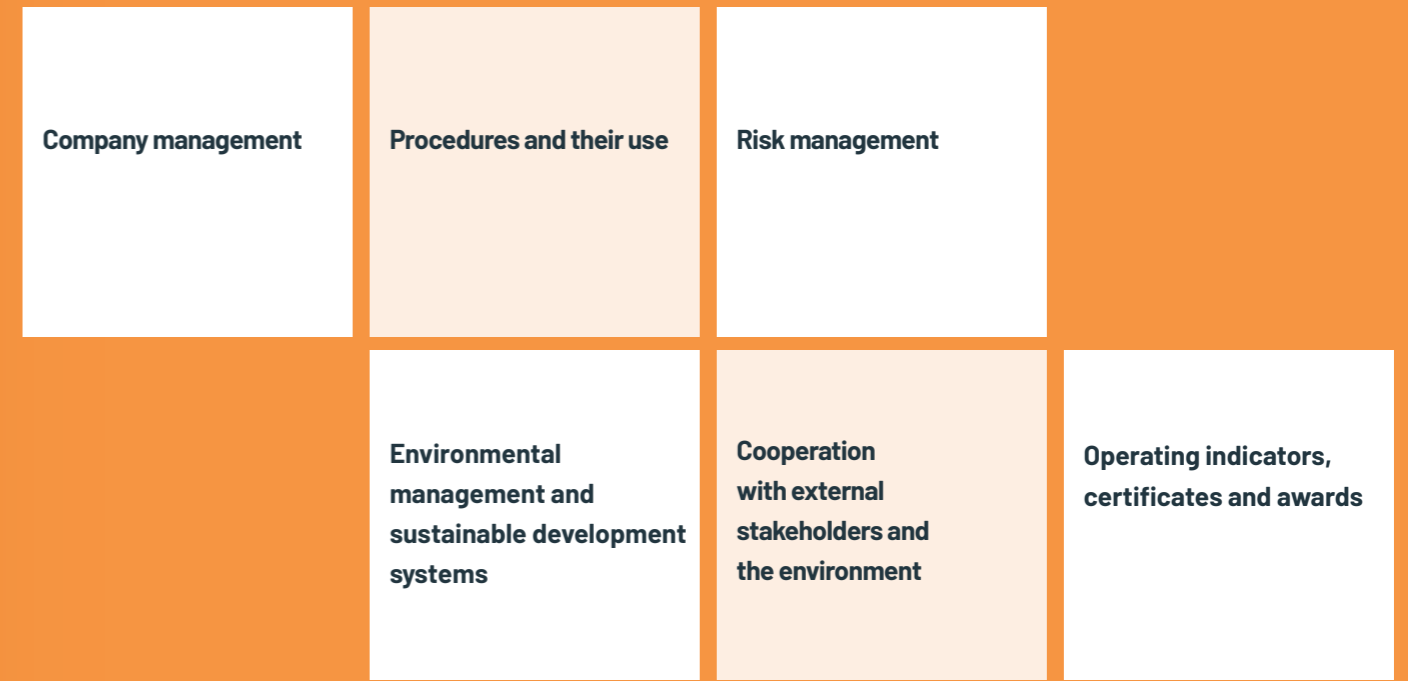 Company management
Procedures and their use
Risk management
Environmental
management and
sustainable development
systems
Cooperation
with external
stakeholders and
the environment
Operating indicators,
certificates and awards